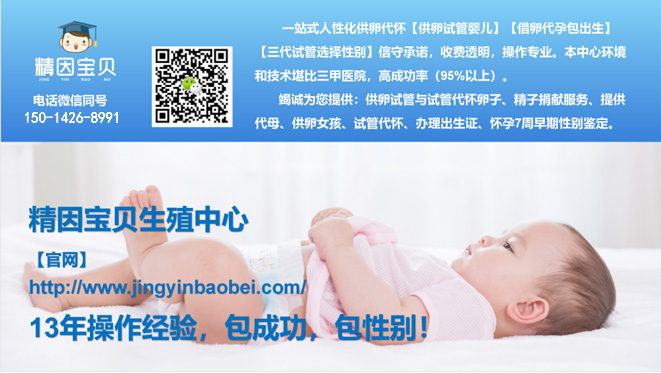 一站式人性化供卵代怀【供卵试管婴儿】【借卵代孕包出生】
【三代试管选择性别】信守承诺，收费透明，操作专业。本中心环境
和技术堪比三甲医院，高成功率（95%以上）。
竭诚为您提供：供卵试管与试管代怀卵子、精子捐献服务、提供
代母、供卵女孩、试管代怀、办理出生证、怀孕7周早期性别鉴定。
精因宝贝
JING YIN BAO BEI
电话微信同号
150-1426-8991
精因宝贝生殖中心
【官网】
http://www.jingyinbaobei.com/
13年操作经验，包成功，包性别！